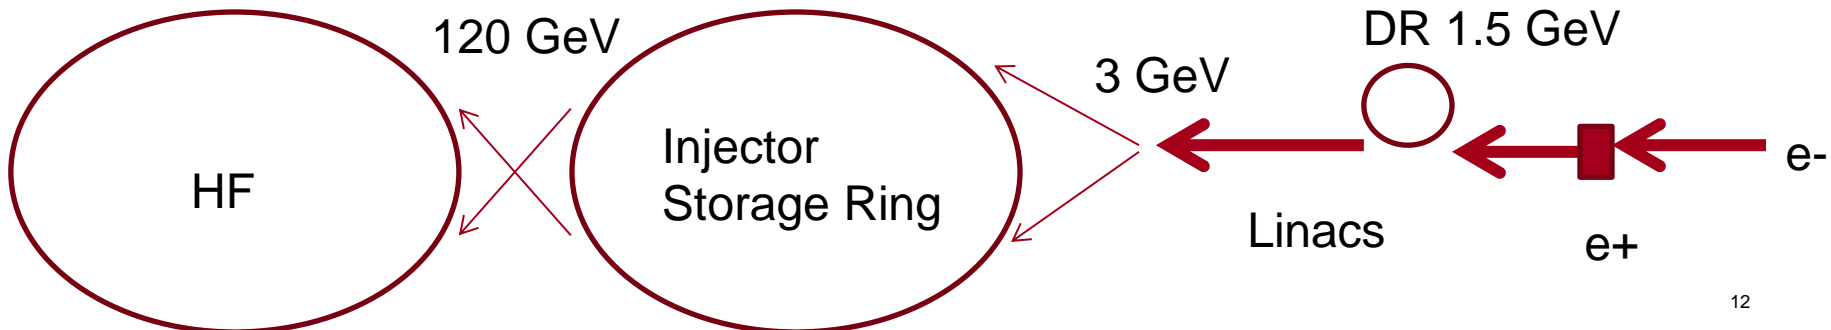 120 GeV
DR 1.5 GeV
3 GeV
HF
Injector
Storage Ring
Linacs
e+
e-
12